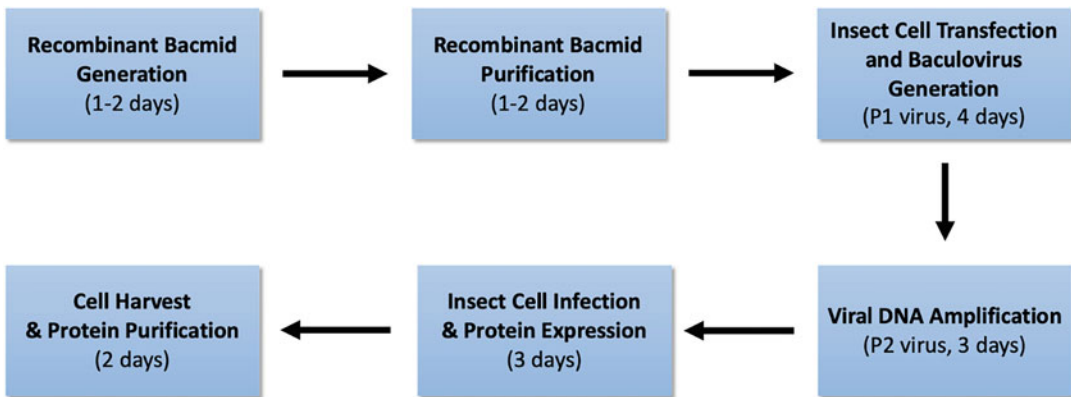 Recombinant Bacmid
Generation
(1-2 days)
Recombinant Bacmid
Purification
(1-2 days)
Insect Cell Transfection
and Baculovirus
Generation
(P1 virus, 4 days)
Viral DNA Amplification
(P2 virus, 3 days)
Insect Cell Infection
& Protein Expression
(3 days)
Cell Harvest
& Protein Purification
(2 days)